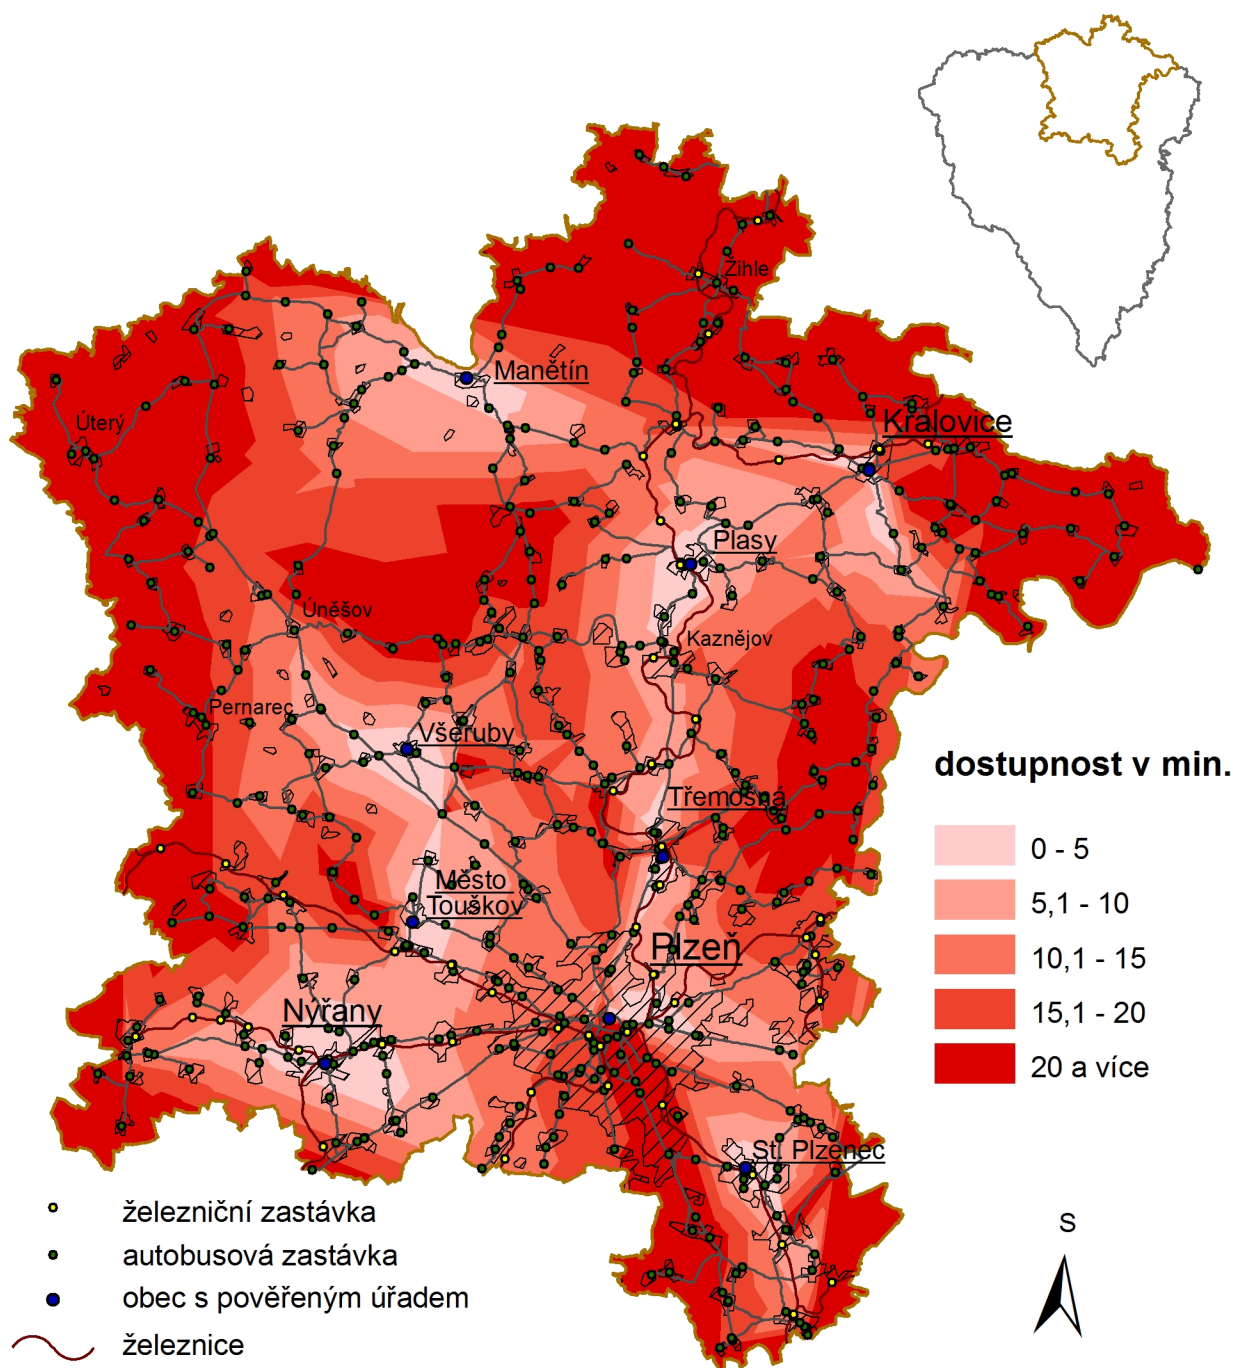 Žihle
Manětín
Kralovice
Úterý
Plasy
Úněšov
Kaznějov
Pernarec
Všeruby
Třemošná
Město
Touškov
Plzeň
Nyřany
St. Plzenec
dostupnost v min.
0 - 5
5,1 - 10
10,1 - 15
15,1 - 20
20 a více
železniční zastávka
autobusová zastávka
obec s pověřeným úřadem
železnice
S